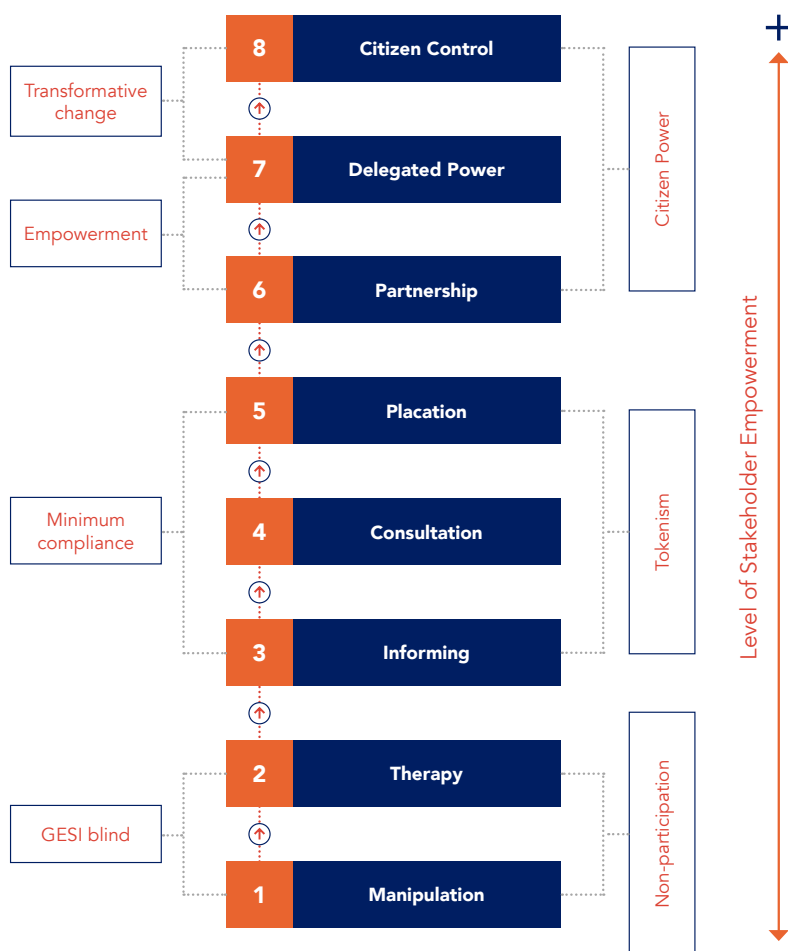 8 Citizen Control
+
Transformative
change
7 Delegated Power
Citizen Power
Empowerment
6 Partnership
Level of Stakeholder Empowerment
5 Placation
Minimum
compliance
4 Consultation
Tokenism
3 Informing
2 Therapy
GESI blind
Non-participation
1 Manipulation